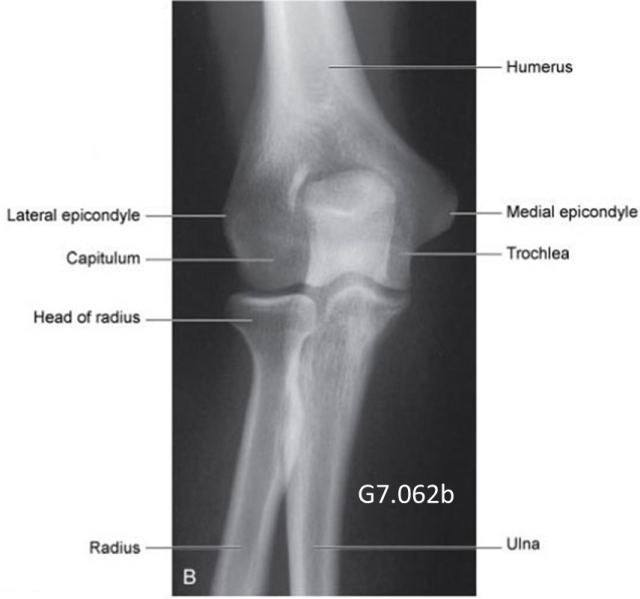 Humerus
Lateral epicondyle
Medial epicondyle
Capitulum
Trochlea
Head of radius
G7.062b
Radius
Ulna
B